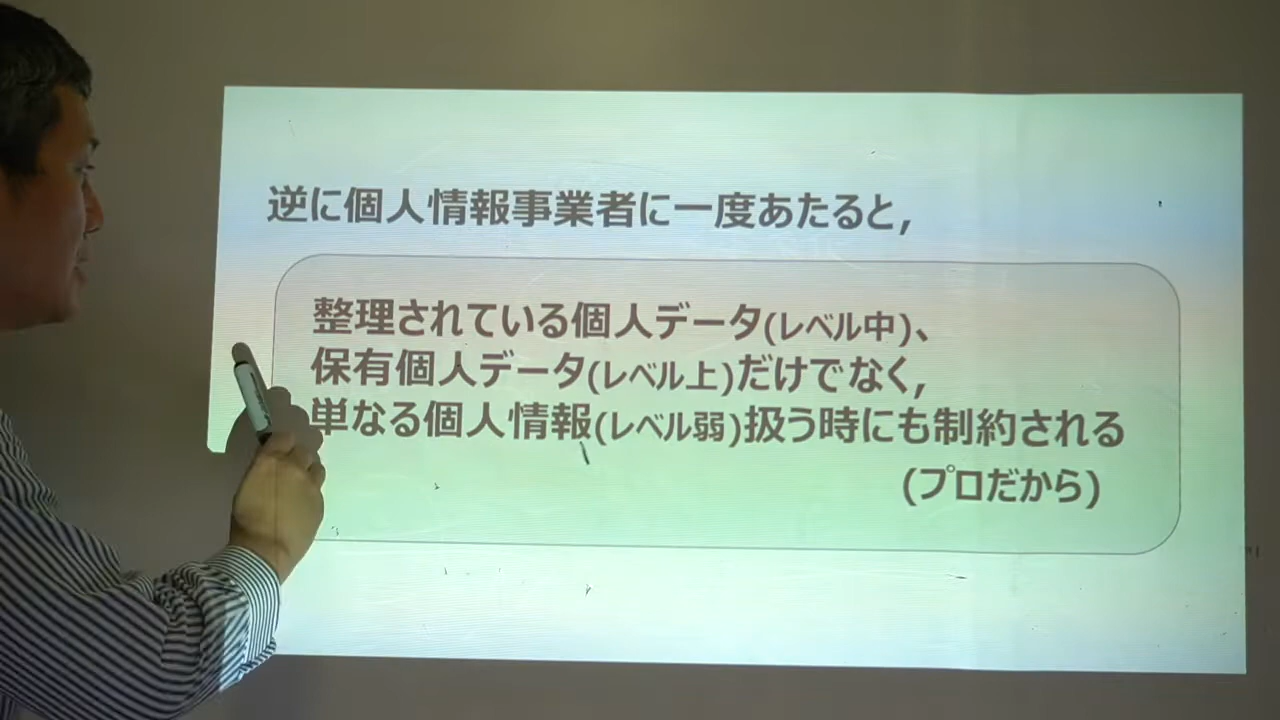 逆に個人情報事業者に一度あたると,
整理されている個人データ(レベル中)、
保有個人データ(レベル上)だけでなく,
単なる個人情報(レベル弱)扱う時にも制約される
(プロだから)